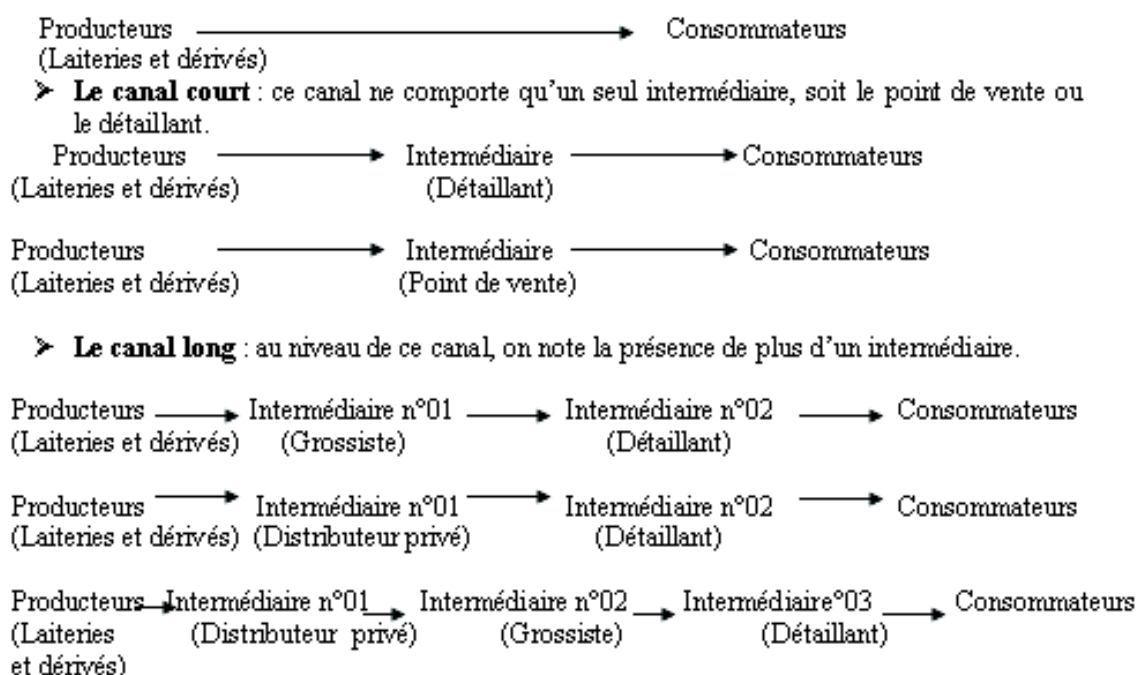 Producteurs Consommateurs
(Laiteries et dérivés)
➢ Le canal court : ce canal ne comporte qu'un seul intermédiaire, soit le point de vente ou
le détaillant.
Producteurs Intermédiaire Consommateurs
(Laiteries et dérivés) (Détaillant)
Producteurs Intermédiaire Consommateurs
(Laiteries et dérivés) (Point de vente)
➢ Le canal long : au niveau de ce canal, on note la présence de plus d'un intermédiaire.
Producteurs Intermédiaire n°01 Intermédiaire n°02 Consommateurs
(Laiteries et dérivés) (Grossiste) (Détaillant)
Producteurs Intermédiaire n°01 Intermédiaire n°02 Consommateurs
(Laiteries et dérivés) (Distributeur privé) (Détaillant)
Producteurs Intermédiaire n°01 Intermédiaire n°02 Intermédiaire°03 Consommateurs
(Laiteries (Distributeur privé) (Grossiste) (Détaillant)
et dérivés)